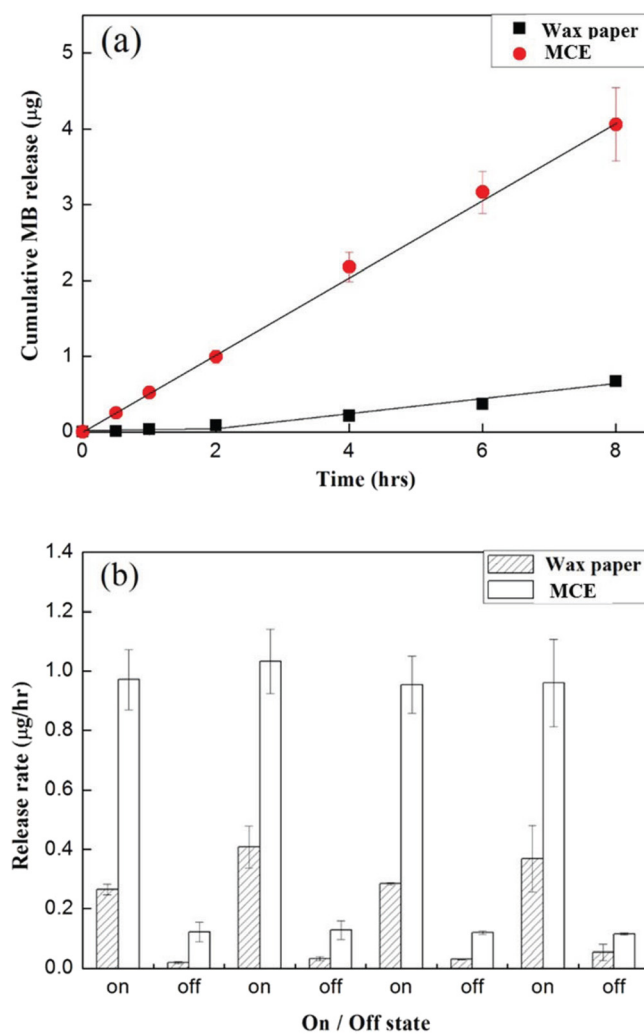 (a)
Wax paper
MCE
Cumulative MB release (μg)
5
4
3
2
1
0
0 2 4 6 8
Time (hrs)
(b)
Wax paper
MCE
Release rate (μg/hr)
1.4
1.2
1.0
0.8
0.6
0.4
0.2
0.0
on off on off on off on off
On / Off state